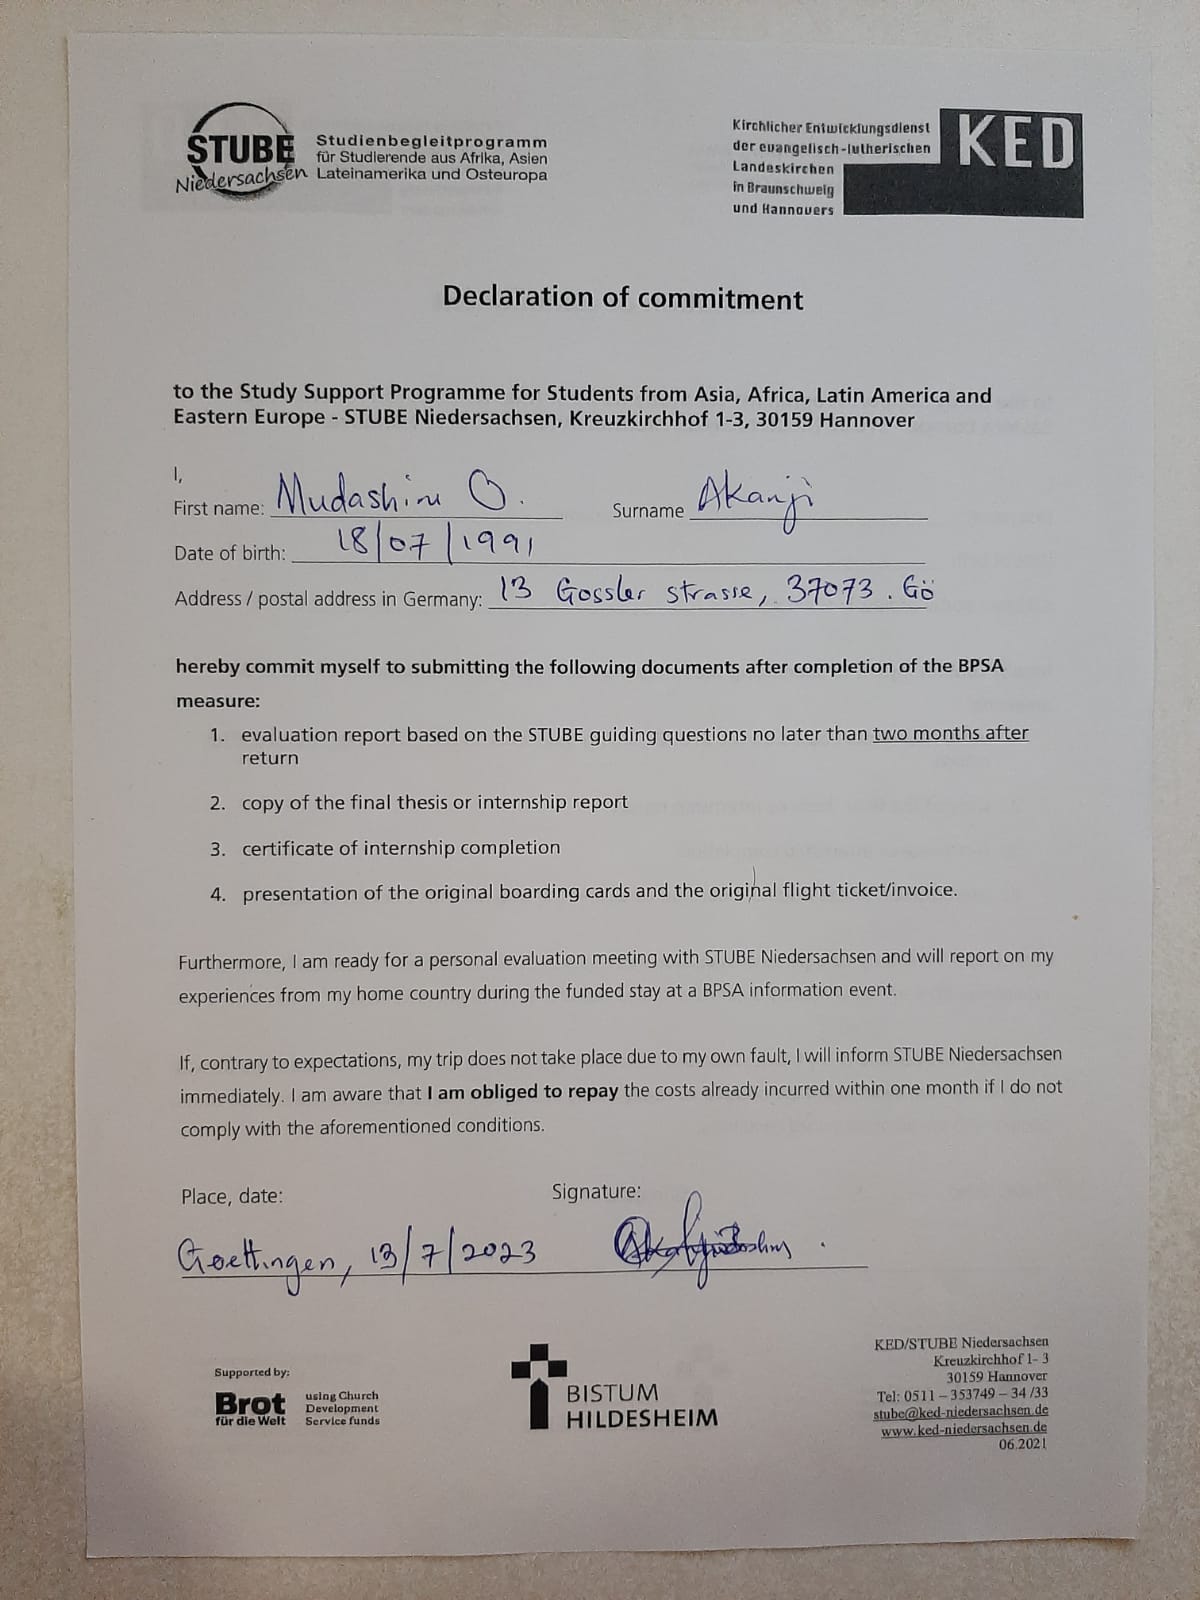 STUBE
Niedersachsen
Studienbegleitprogramm
für Studierende aus Afrika, Asien
Lateinamerika und Osteuropa
Kirchlicher Entwicklungsdienst
der evangelisch-lutherischen
Landeskirchen
in Braunschweig
und Hannovers
KED
Declaration of commitment
to the Study Support Programme for Students from Asia, Africa, Latin America and
Eastern Europe - STUBE Niedersachsen, Kreuzkirchhof 1-3, 30159 Hannover
I,
First name: Mudashiru O. Surname Akanji
Date of birth: 18/07/1991
Address / postal address in Germany: 13 Gossler strasse, 37073. Gö
hereby commit myself to submitting the following documents after completion of the BPSA
measure:
1. evaluation report based on the STUBE guiding questions no later than two months after
return
2. copy of the final thesis or internship report
3. certificate of internship completion
4. presentation of the original boarding cards and the original flight ticket/invoice.
Furthermore, I am ready for a personal evaluation meeting with STUBE Niedersachsen and will report on my
experiences from my home country during the funded stay at a BPSA information event.
If, contrary to expectations, my trip does not take place due to my own fault, I will inform STUBE Niedersachsen
immediately. I am aware that I am obliged to repay the costs already incurred within one month if I do not
comply with the aforementioned conditions.
Place, date: Signature:
Goettingen, 13/7/2023
Supported by:
Brot
für die Welt
using Church
Development
Service funds
BISTUM
HILDESHEIM
KED/STUBE Niedersachsen
Kreuzkirchhof 1- 3
30159 Hannover
Tel: 0511 – 353749 – 34 /33
stube@ked-niedersachsen.de
www.ked-niedersachsen.de
06.2021